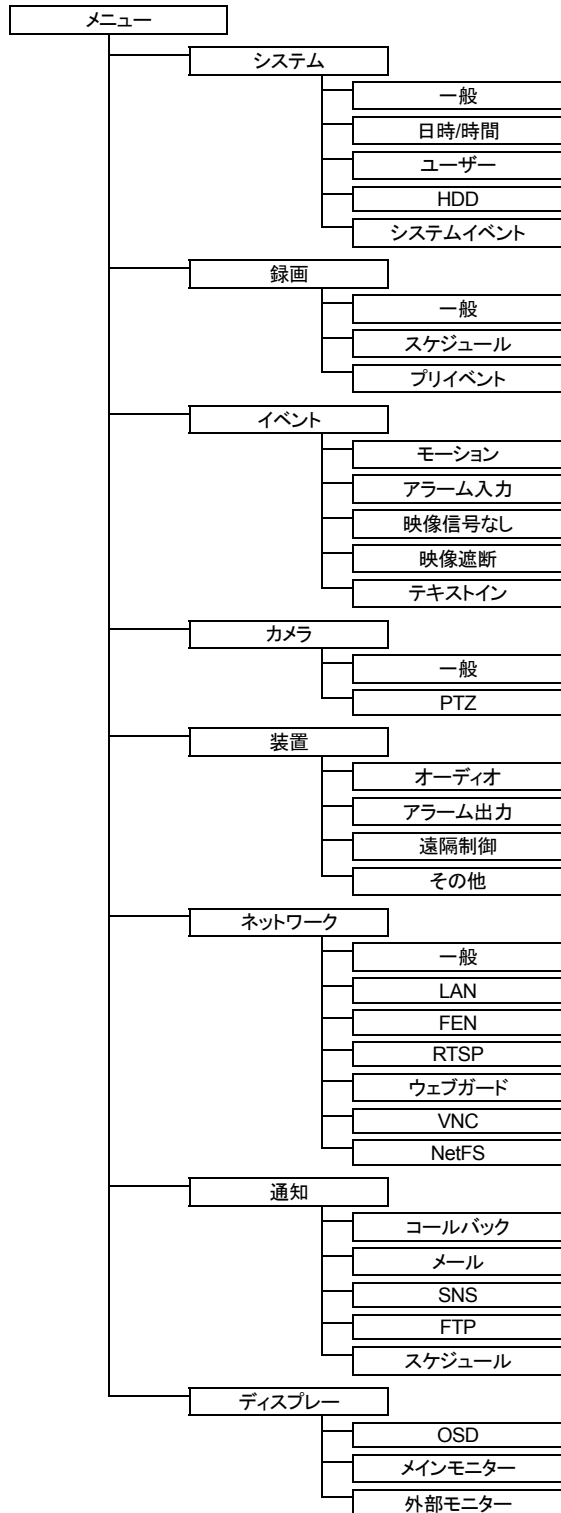 メニュー
システム
一般
日時/時間
ユーザー
HDD
システムイベント
録画
一般
スケジュール
プリイベント
イベント
モーション
アラーム入力
映像信号なし
映像遮断
テキストイン
カメラ
一般
PTZ
装置
オーディオ
アラーム出力
遠隔制御
その他
ネットワーク
一般
LAN
FEN
RTSP
ウェブガード
VNC
NetFS
通知
コールバック
メール
SNS
FTP
スケジュール
ディスプレー
OSD
メインモニター
外部モニター